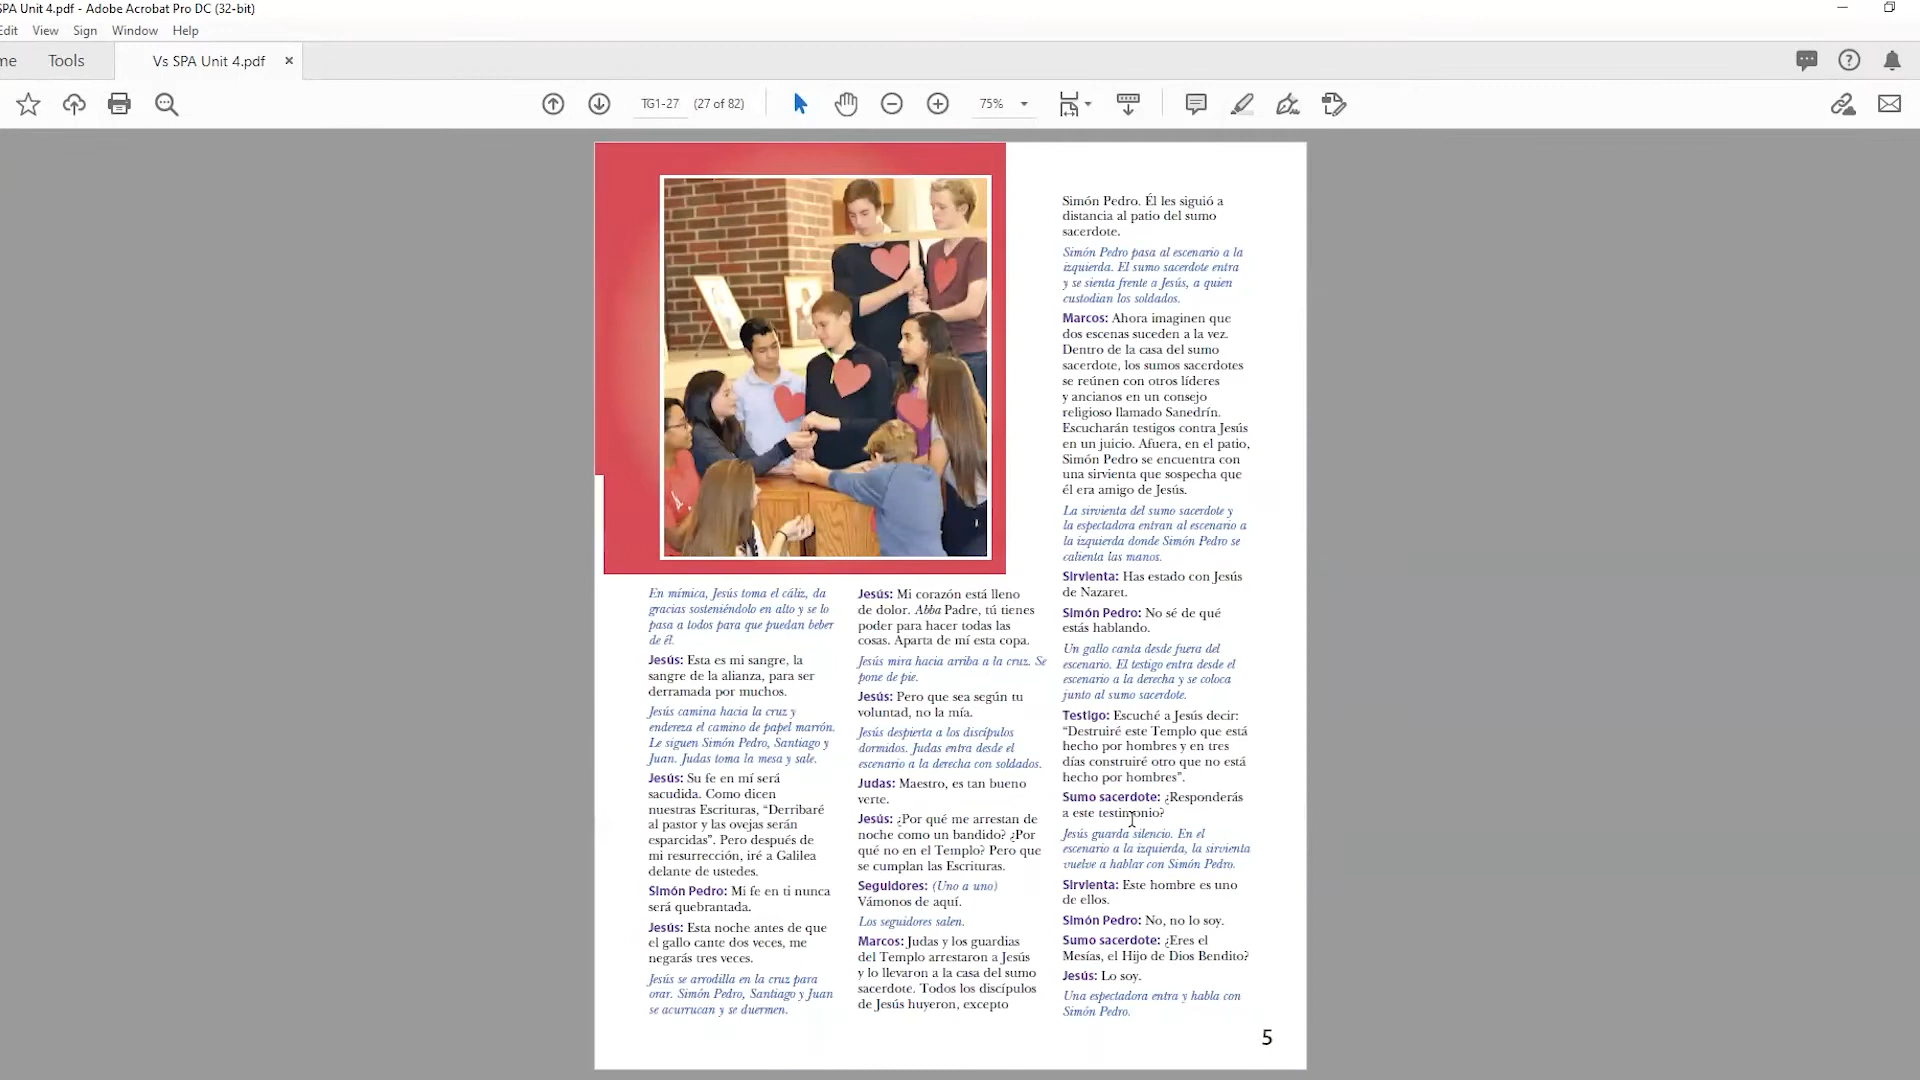 SPA Unit 4.pdf - Adobe Acrobat Pro DC (32-bit)
Edit View Sign Window Help
me Tools Vs SPA Unit 4.pdf ×
TG1-27 (27 of 82) 75%
En mímica, Jesús toma el cáliz, da
gracias sosteniéndolo en alto y se lo
pasa a todos para que puedan beber
de él.
Jesús: Esta es mi sangre, la
sangre de la alianza, para ser
derramada por muchos.
Jesús camina hacia la cruz y
endereza el camino de papel marrón.
Le siguen Simón Pedro, Santiago y
Juan. Judas toma la mesa y sale.
Jesús: Su fe en mí será
sacudida. Como dicen
nuestras Escrituras, “Derribaré
al pastor y las ovejas serán
esparcidas”. Pero después de
mi resurrección, iré a Galilea
delante de ustedes.
Simón Pedro: Mi fe en ti nunca
será quebrantada.
Jesús: Esta noche antes de que
el gallo cante dos veces, me
negarás tres veces.
Jesús se arrodilla en la cruz para
orar. Simón Pedro, Santiago y Juan
se acurrucan y se duermen.
Jesús: Mi corazón está lleno
de dolor. Abba Padre, tú tienes
poder para hacer todas las
cosas. Aparta de mí esta copa.
Jesús mira hacia arriba a la cruz. Se
pone de pie.
Jesús: Pero que sea según tu
voluntad, no la mía.
Jesús despierta a los discípulos
dormidos. Judas entra desde el
escenario a la derecha con soldados.
Judas: Maestro, es tan bueno
verte.
Jesús: ¿Por qué me arrestan de
noche como un bandido? ¿Por
qué no en el Templo? Pero que
se cumplan las Escrituras.
Seguidores: (Uno a uno)
Vámonos de aquí.
Los seguidores salen.
Marcos: Judas y los guardias
del Templo arrestaron a Jesús
y lo llevaron a la casa del sumo
sacerdote. Todos los discípulos
de Jesús huyeron, excepto
Simón Pedro. Él les siguió a
distancia al patio del sumo
sacerdote.
Simón Pedro pasa al escenario a la
izquierda. El sumo sacerdote entra
y se sienta frente a Jesús, a quien
custodian los soldados.
Marcos: Ahora imaginen que
dos escenas suceden a la vez.
Dentro de la casa del sumo
sacerdote, los sumos sacerdotes
se reúnen con otros líderes
y ancianos en un consejo
religioso llamado Sanedrín.
Escucharán testigos contra Jesús
en un juicio. Afuera, en el patio,
Simón Pedro se encuentra con
una sirvienta que sospecha que
él era amigo de Jesús.
La sirvienta del sumo sacerdote y
la espectadora entran al escenario a
la izquierda donde Simón Pedro se
calienta las manos.
Sirvienta: Has estado con Jesús
de Nazaret.
Simón Pedro: No sé de qué
estás hablando.
Un gallo canta desde fuera del
escenario. El testigo entra desde el
escenario a la derecha y se coloca
junto al sumo sacerdote.
Testigo: Escuché a Jesús decir:
“Destruiré este Templo que está
hecho por hombres y en tres
días construiré otro que no está
hecho por hombres”.
Sumo sacerdote: ¿Responderás
a este testimonio?
Jesús guarda silencio. En el
escenario a la izquierda, la sirvienta
vuelve a hablar con Simón Pedro.
Sirvienta: Este hombre es uno
de ellos.
Simón Pedro: No, no lo soy.
Sumo sacerdote: ¿Eres el
Mesías, el Hijo de Dios Bendito?
Jesús: Lo soy.
Una espectadora entra y habla con
Simón Pedro.
5